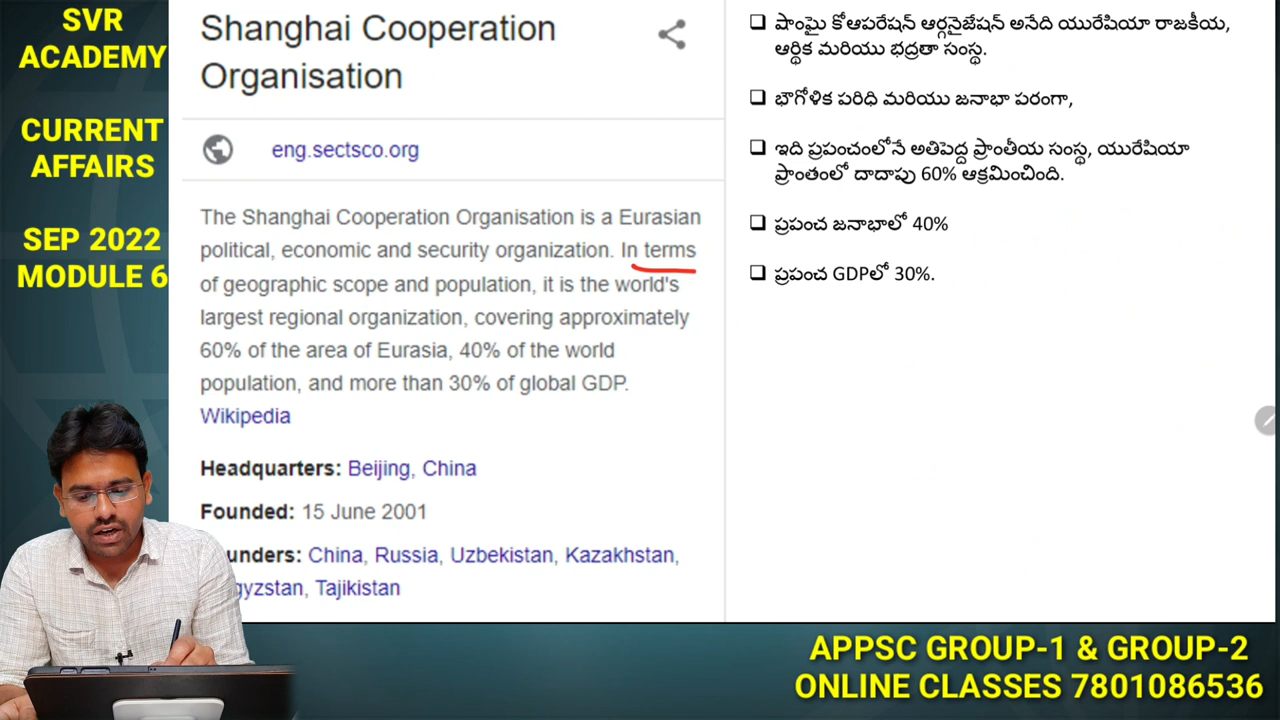 SVR
ACADEMY
CURRENT
AFFAIRS
SEP 2022
MODULE 6
Shanghai Cooperation
Organisation
eng.sectsco.org
The Shanghai Cooperation Organisation is a Eurasian
political, economic and security organization. In terms
of geographic scope and population, it is the world's
largest regional organization, covering approximately
60% of the area of Eurasia, 40% of the world
population, and more than 30% of global GDP.
Wikipedia
Headquarters: Beijing, China
Founded: 15 June 2001
unders: China, Russia, Uzbekistan, Kazakhstan,
gyzstan, Tajikistan
❑ షాంఘై కోఆపరేషన్ ఆర్గనైజేషన్ అనేది యురేషియా రాజకీయ,
ఆర్థిక మరియు భద్రతా సంస్థ.
❑ భౌగోళిక పరిధి మరియు జనాభా పరంగా,
❑ ఇది ప్రపంచంలోనే అతిపెద్ద ప్రాంతీయ సంస్థ, యురేషియా
ప్రాంతంలో దాదాపు 60% ఆక్రమించింది.
❑ ప్రపంచ జనాభాలో 40%
❑ ప్రపంచ GDPలో 30%.
APPSC GROUP-1 & GROUP-2
ONLINE CLASSES 7801086536